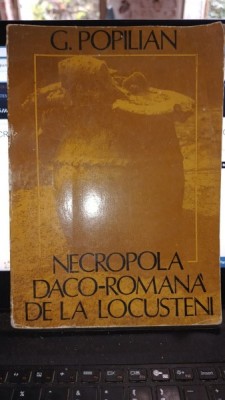 G. POPILIAN
NECROPOLA
DACO-ROMANĂ
DE LA LOCUSTENI